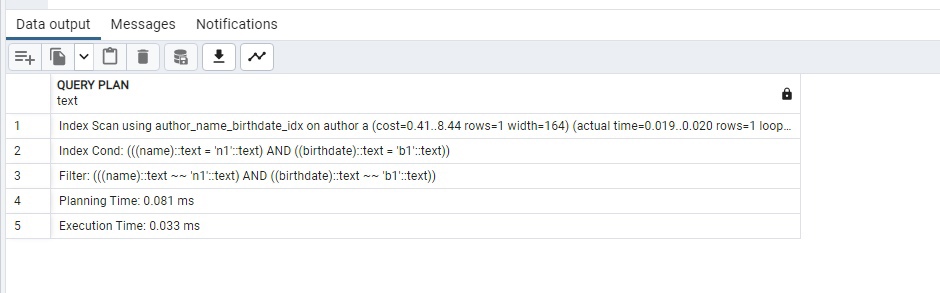 Data output Messages Notifications
QUERY PLAN
text
1 Index Scan using author_name_birthdate_idx on author a (cost=0.41..8.44 rows=1 width=164) (actual time=0.019..0.020 rows=1 loop...
2 Index Cond: (((name)::text = 'n1'::text) AND ((birthdate)::text = 'b1'::text))
3 Filter: (((name)::text ~~ 'n1'::text) AND ((birthdate)::text ~~ 'b1'::text))
4 Planning Time: 0.081 ms
5 Execution Time: 0.033 ms